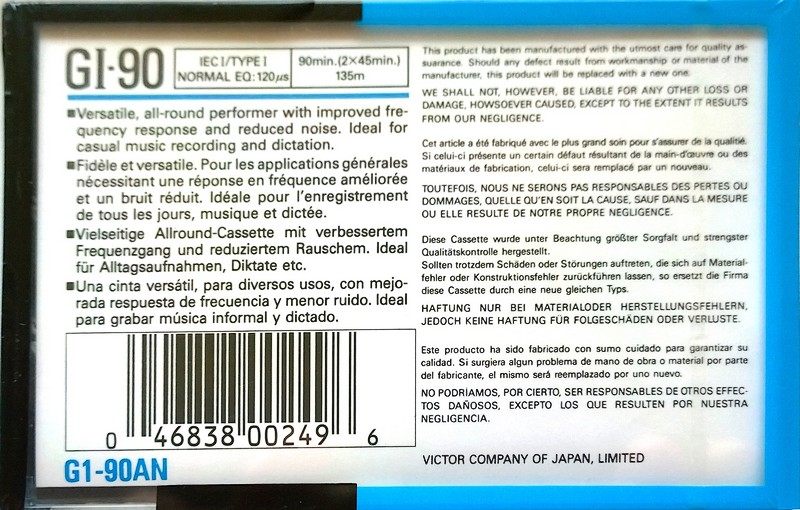 GI·90
IEC I/TYPE I
NORMAL EQ: 120μs
90min. (2×45min.)
135m
■Versatile, all-round performer with improved fre-
quency response and reduced noise. Ideal for
casual music recording and dictation.
■Fidèle et versatile. Pour les applications générales
nécessitant une réponse en fréquence améliorée
et un bruit réduit. Idéale pour l'enregistrement
de tous les jours, musique et dictée.
■Vielseitige Allround-Cassette mit verbessertem
Frequenzgang und reduziertem Rauschem. Ideal
für Alltagsaufnahmen, Diktate etc.
■Una cinta versátil, para diversos usos, con mejo-
rada respuesta de frecuencia y menor ruido. Ideal
para grabar música informal y dictado.
0 46838 00249 6
G1-90AN
This product has been manufactured with the utmost care for quality as-
suarance. Should any defect result from workmanship or material of the
manufacturer, this product will be replaced with a new one.
WE SHALL NOT, HOWEVER, BE LIABLE FOR ANY OTHER LOSS OR
DAMAGE, HOWSOEVER CAUSED, EXCEPT TO THE EXTENT IT RESULTS
FROM OUR NEGLIGENCE.
Cet article a été fabriqué avec le plus grand soin pour s'assurer de la qualité.
Si celui-ci présente un certain défaut résultant de la main-d'œuvre ou des
matériaux de fabrication, celui-ci sera remplacé par un nouveau.
TOUTEFOIS, NOUS NE SERONS PAS RESPONSABLES DES PERTES OU
DOMMAGES, QUELLE QU'EN SOIT LA CAUSE, SAUF DANS LA MESURE
OU ELLE RESULTE DE NOTRE PROPRE NEGLIGENCE.
Diese Cassette wurde unter Beachtung größter Sorgfalt und strengster
Qualitätskontrolle hergestellt.
Sollten trotzdem Schäden oder Störungen auftreten, die sich auf Material-
fehler oder Konstruktionsfehler zurückführen lassen, so ersetzt die Firma
diese Cassette durch eine neue gleichen Typs.
HAFTUNG NUR BEI MATERIALODER HERSTELLUNGSFEHLERN,
JEDOCH KEINE HAFTUNG FÜR FOLGESCHÄDEN ODER VERLUSTE.
Este producto ha sido fabricado con sumo cuidado para garantizar su
calidad. Si surgiera algun problema de mano de obra o material por parte
del fabricante, el mismo será reemplazado por uno nuevo.
NO PODRÍAMOS, POR CIERTO, SER RESPONSABLES DE OTROS EFEC-
TOS DAÑOSOS, EXCEPTO LOS QUE RESULTEN POR NUESTRA
NEGLIGENCIA.
VICTOR COMPANY OF JAPAN, LIMITED